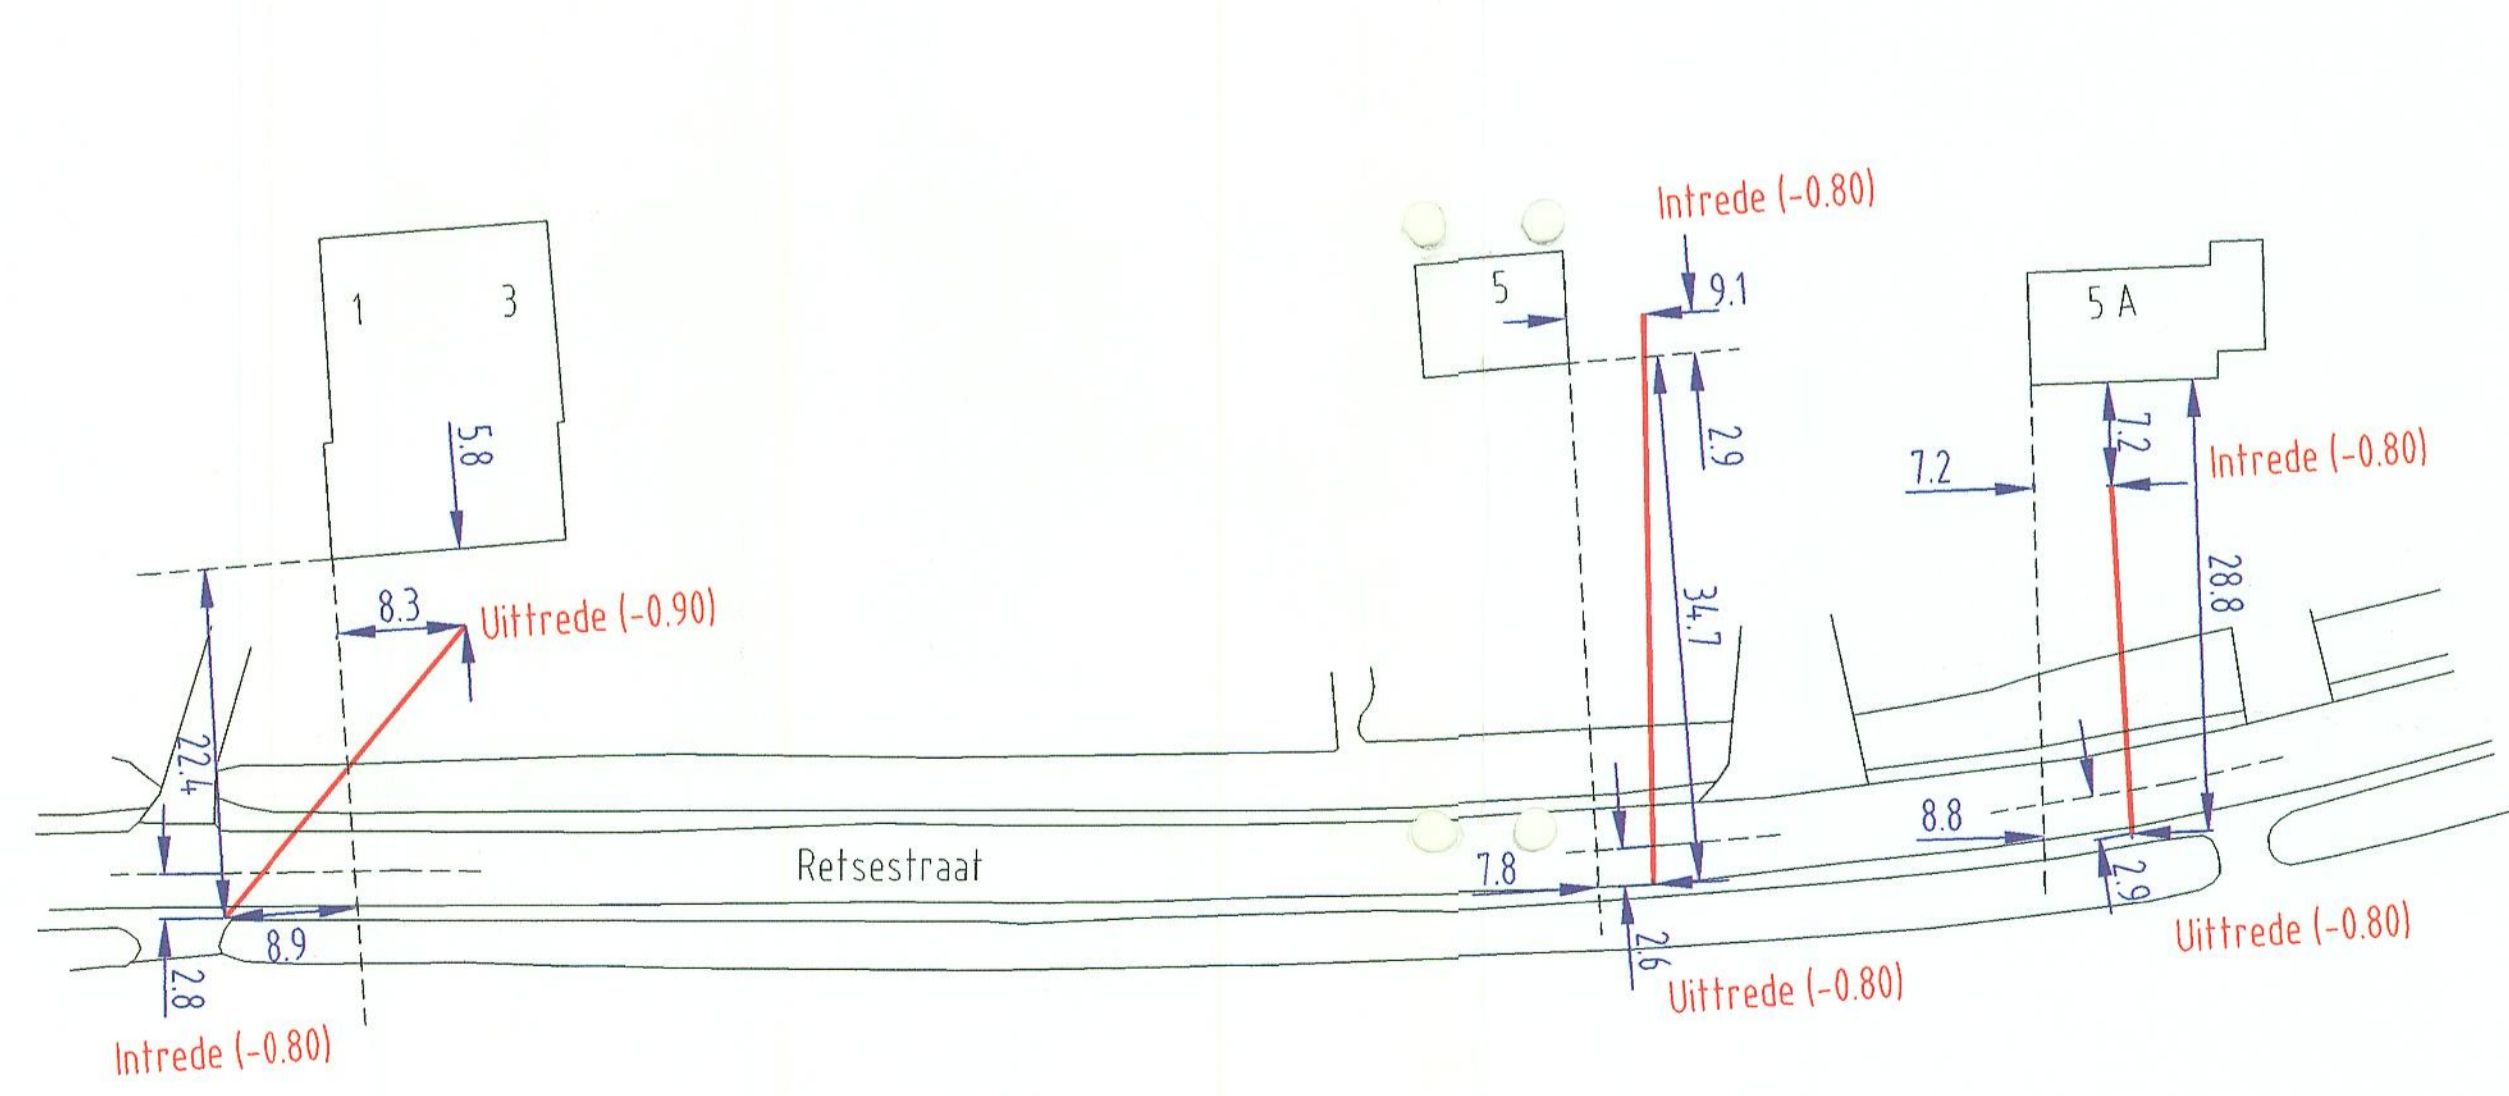 Intrede (-0.80)
9.1
1
3
5
5 A
5.8
2.9
7.2
7.2
Intrede (-0.80)
8.3
Uittrede (-0.90)
34.7
28.8
22.4
Retsestraat
7.8
8.8
2.9
8.9
2.8
2.6
Uittrede (-0.80)
Uittrede (-0.80)
Intrede (-0.80)